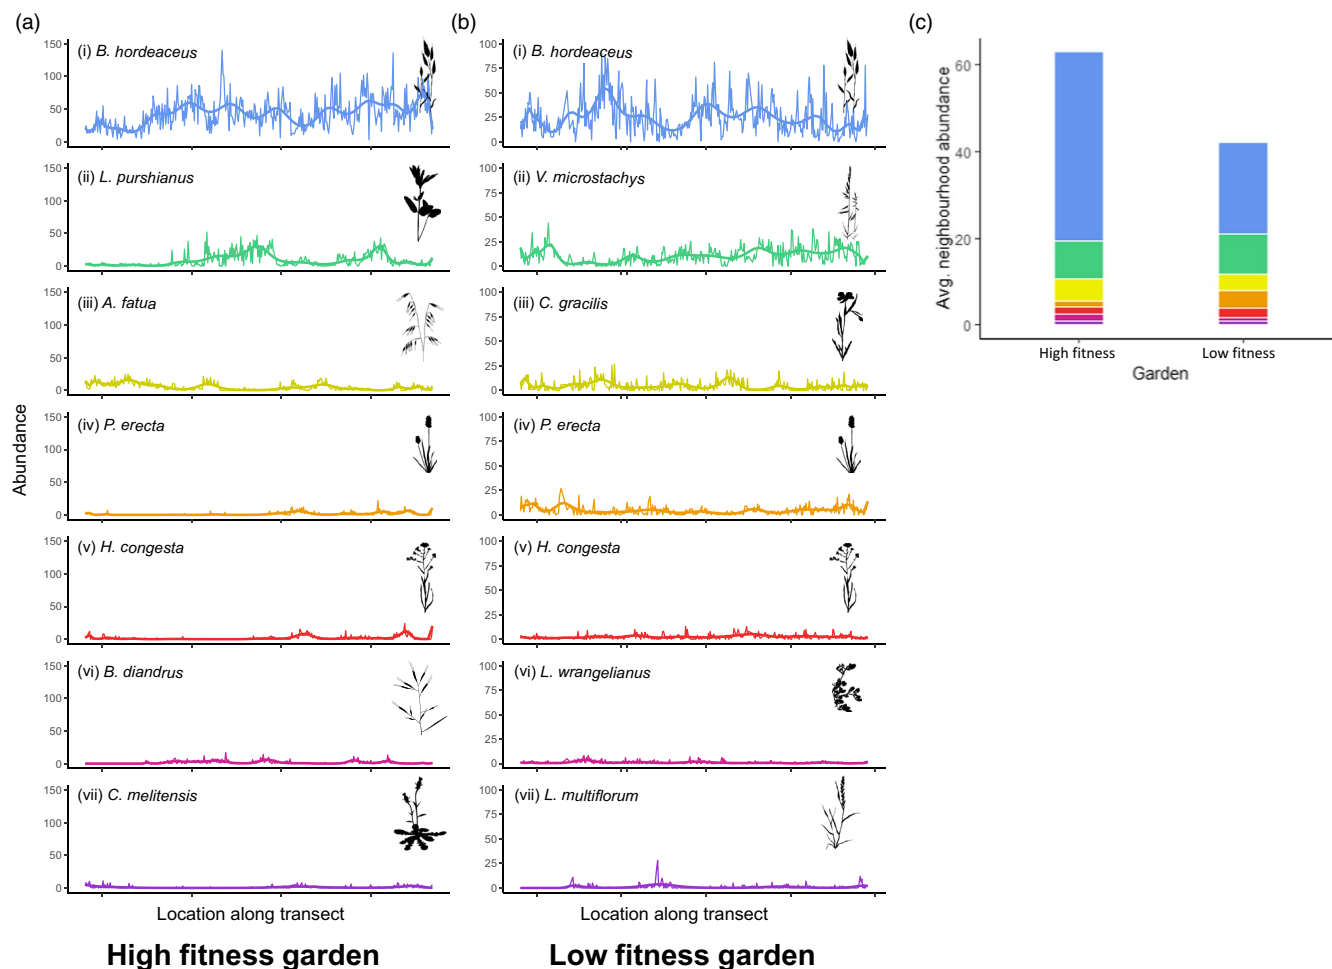 (a)
(i) B. hordeaceus
150
100
50
0
(ii) L. purshianus
150
100
50
0
(iii) A. fatua
150
100
50
0
(iv) P. erecta
150
100
50
0
(v) H. congesta
150
100
50
0
(vi) B. diandrus
150
100
50
0
(vii) C. melitensis
150
100
50
0
Abundance
Location along transect
High fitness garden
(b)
(i) B. hordeaceus
100
75
50
25
0
(ii) V. microstachys
100
75
50
25
0
(iii) C. gracilis
100
75
50
25
0
(iv) P. erecta
100
75
50
25
0
(v) H. congesta
100
75
50
25
0
(vi) L. wrangelianus
100
75
50
25
0
(vii) L. multiflorum
100
75
50
25
0
Location along transect
Low fitness garden
(c)
Avg. neighbourhood abundance
60
40
20
0
High fitness
Low fitness
Garden